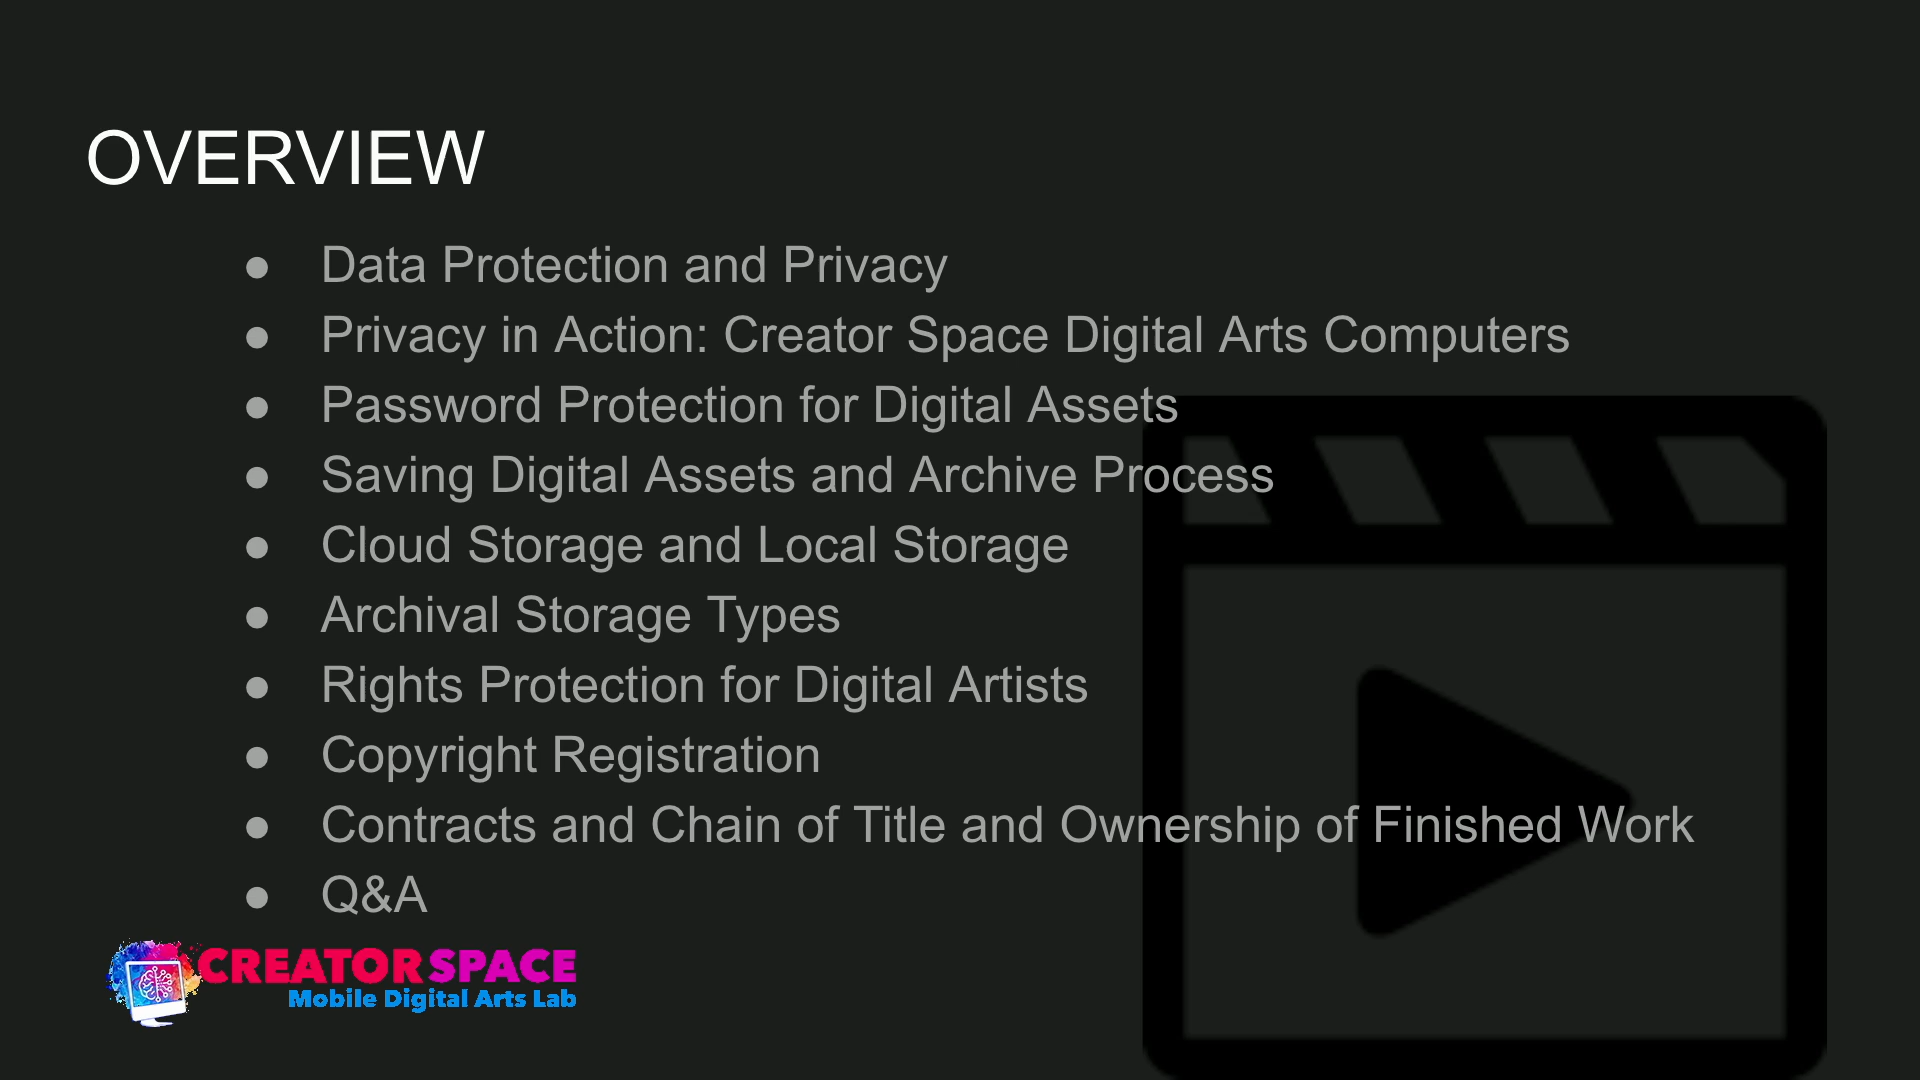 OVERVIEW
● Data Protection and Privacy
● Privacy in Action: Creator Space Digital Arts Computers
● Password Protection for Digital Assets
● Saving Digital Assets and Archive Process
● Cloud Storage and Local Storage
● Archival Storage Types
● Rights Protection for Digital Artists
● Copyright Registration
● Contracts and Chain of Title and Ownership of Finished Work
● Q&A
CREATORSPACE
Mobile Digital Arts Lab